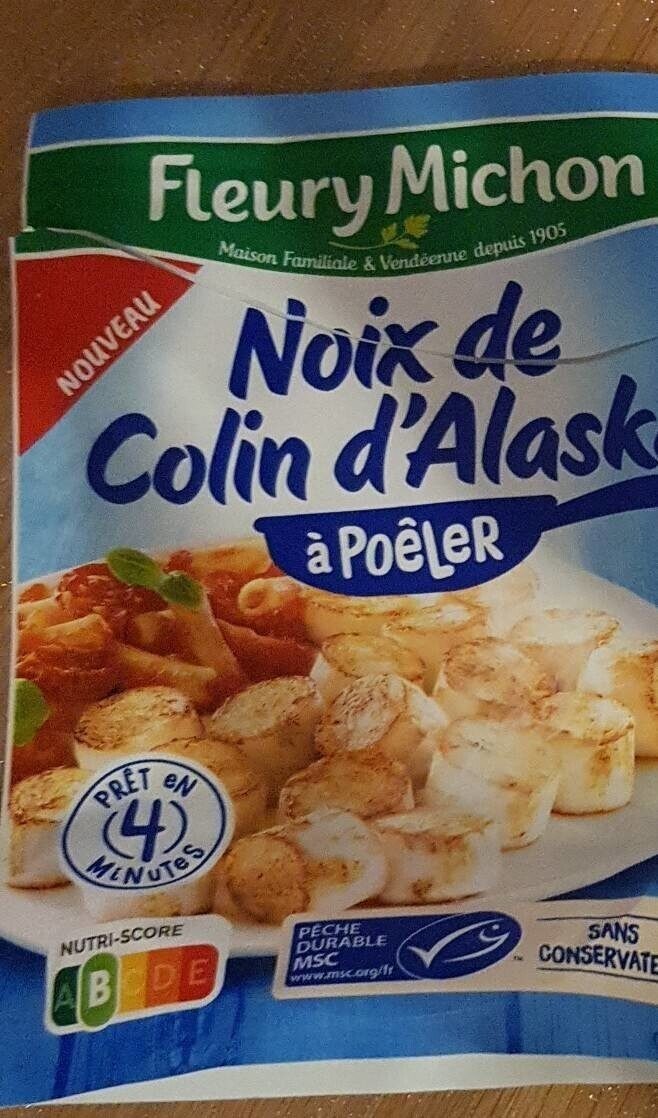 Fleury Michon
Maison Familiale & Vendéenne depuis 1905
NOUVEAU
Noix de
Colin d'Alask
à POêLeR
PRÊT eN
4
MiNUTeS
NUTRI-SCORE
A B C D E
PÊCHE
DURABLE
MSC
www.msc.org/fr
TM
SANS
CONSERVATE